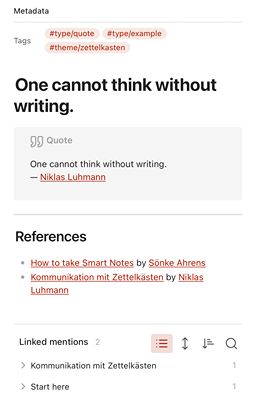 Metadata
Tags #type/quote #type/example
#theme/zettelkasten
One cannot think without
writing.
Quote
One cannot think without writing.
— Niklas Luhmann
References
How to take Smart Notes by Sönke Ahrens
Kommunikation mit Zettelkästen by Niklas
Luhmann
Linked mentions 2
Kommunikation mit Zettelkästen 1
Start here 1